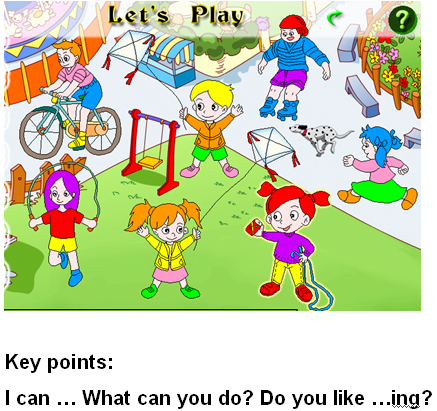 Let's Play
?
Key points:
I can … What can you do? Do you like …ing?